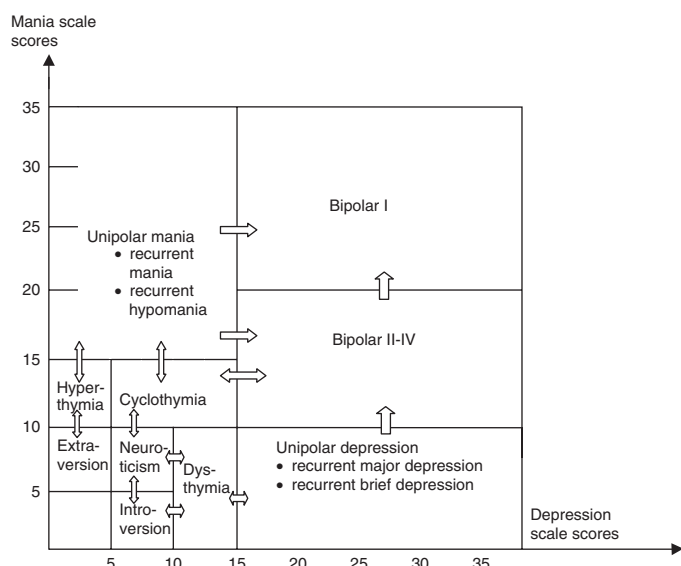 Mania scale
scores
35
30
25
20
15
10
5
Bipolar I
Unipolar mania
• recurrent
mania
• recurrent
hypomania
Bipolar II-IV
Hyper-
thymia
Cyclothymia
Extra-
version
Neuro-
ticism
Dys-
thymia
Intro-
version
Unipolar depression
• recurrent major depression
• recurrent brief depression
Depression
scale scores
5
10
15
20
25
30
35